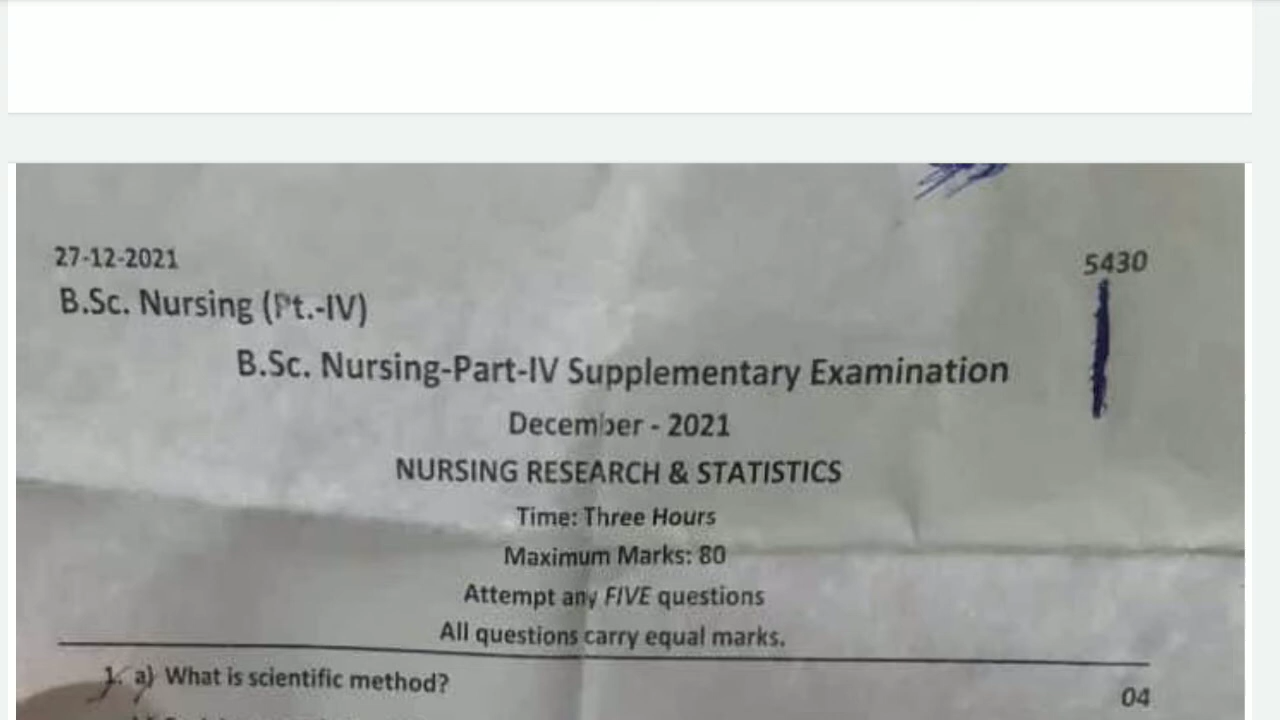 27-12-2021
5430
B.Sc. Nursing (Pt.-IV)
B.Sc. Nursing-Part-IV Supplementary Examination
December - 2021
NURSING RESEARCH & STATISTICS
Time: Three Hours
Maximum Marks: 80
Attempt any FIVE questions
All questions carry equal marks.
1. a) What is scientific method?
04